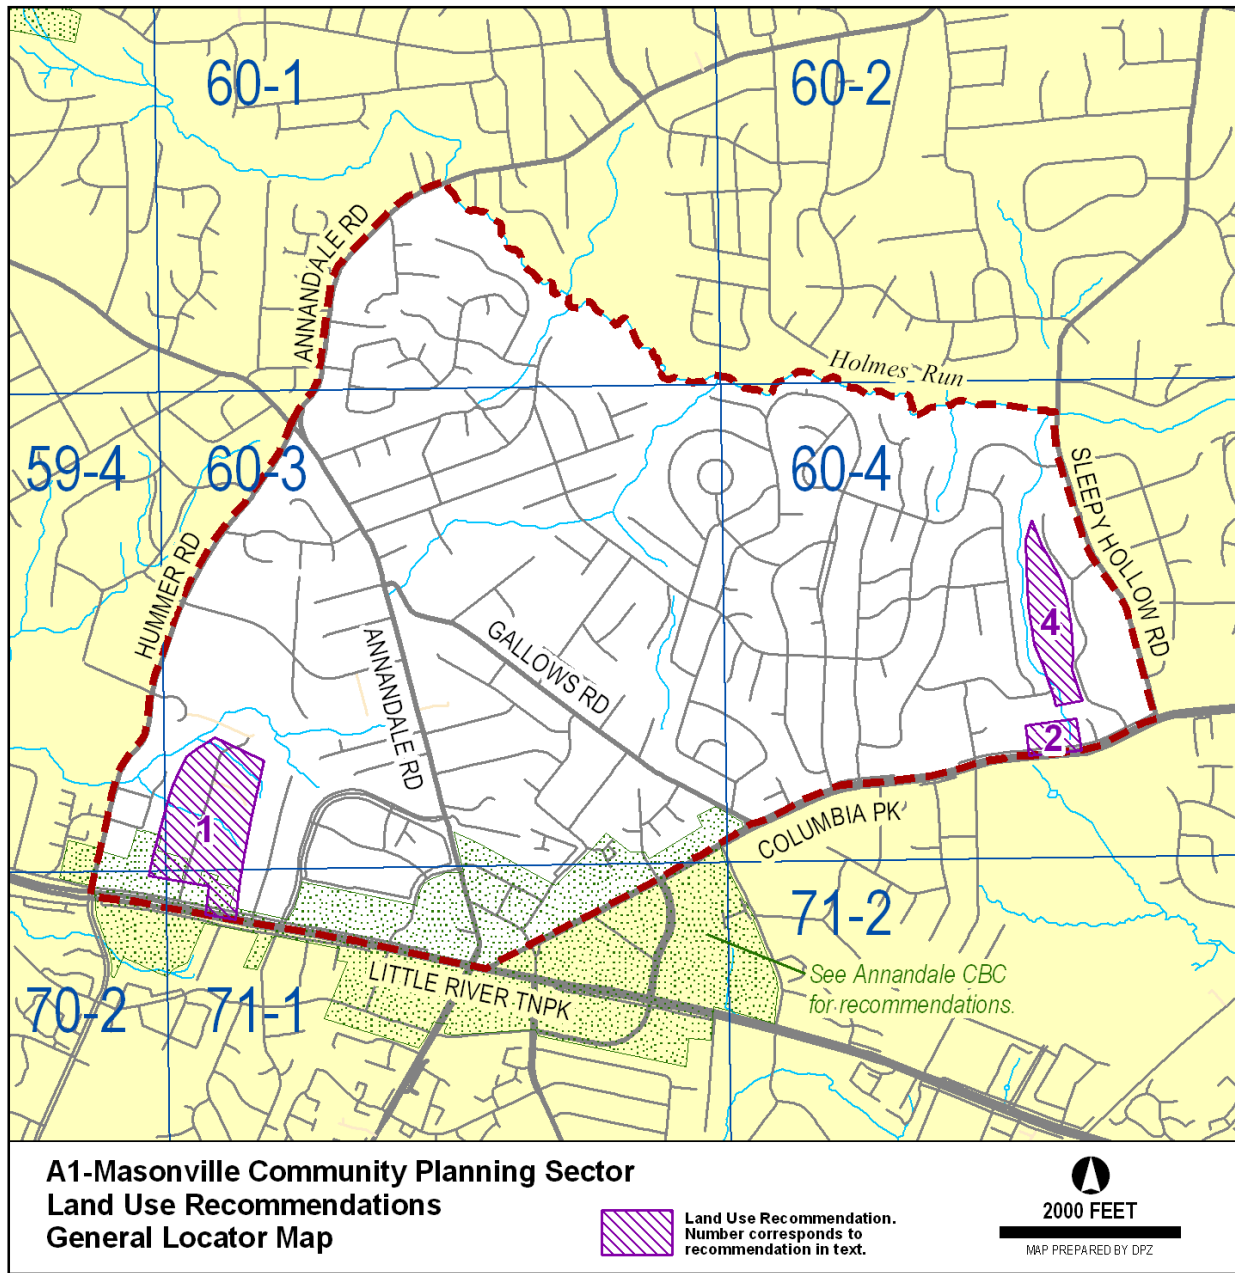 60-1
60-2
ANNANDALE RD
Holmes Run
59-4
60-3
60-4
SLEEPY HOLLOW RD
HUMMER RD
ANNANDALE RD
GALLOWS RD
4
2
1
COLUMBIA PK
71-2
See Annandale CBC
for recommendations.
LITTLE RIVER TNPK
70-2
71-1
A1-Masonville Community Planning Sector
Land Use Recommendations
General Locator Map
Land Use Recommendation.
Number corresponds to
recommendation in text.
2000 FEET
MAP PREPARED BY DPZ